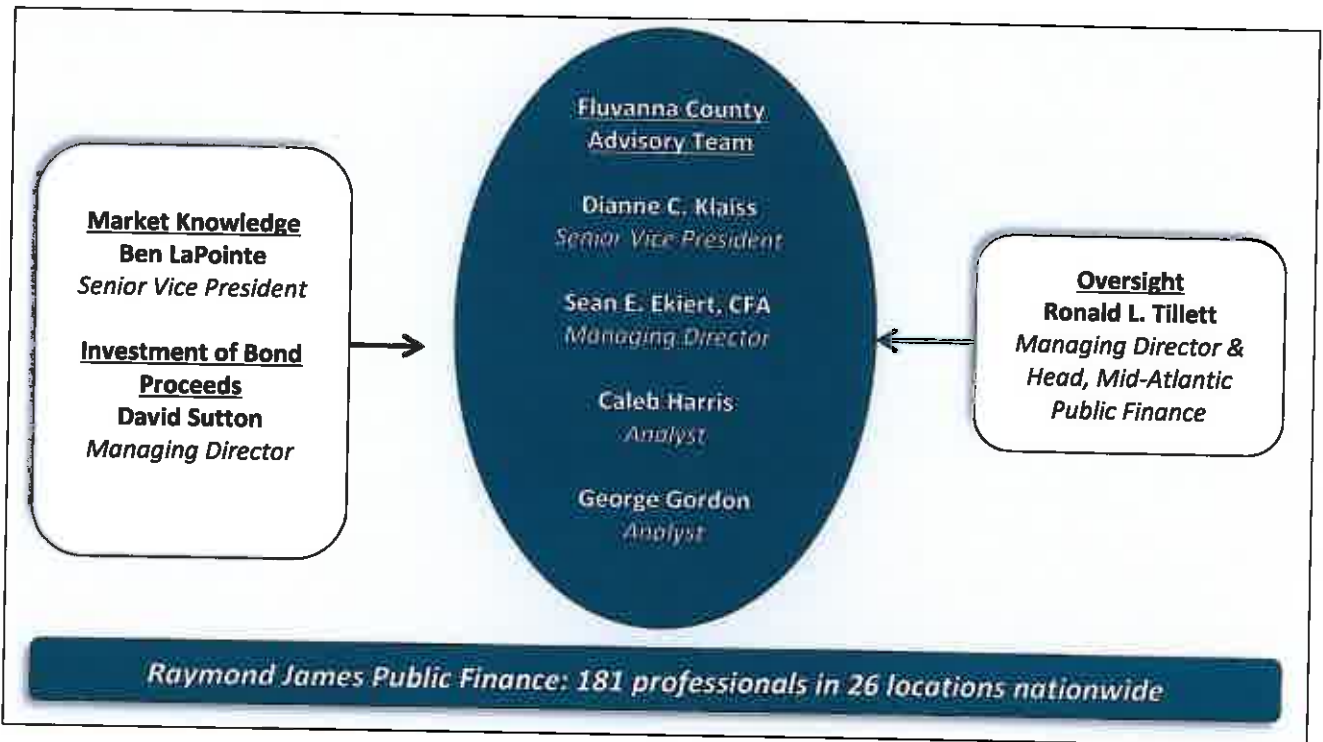 Market Knowledge
Ben LaPointe
Senior Vice President
Investment of Bond
Proceeds
David Sutton
Managing Director
Fluvanna County
Advisory Team
Dianne C. Klaiss
Senior Vice President
Sean E. Ekiert, CFA
Managing Director
Caleb Harris
Analyst
George Gordon
Analyst
Oversight
Ronald L. Tillett
Managing Director &
Head, Mid-Atlantic
Public Finance
Raymond James Public Finance: 181 professionals in 26 locations nationwide